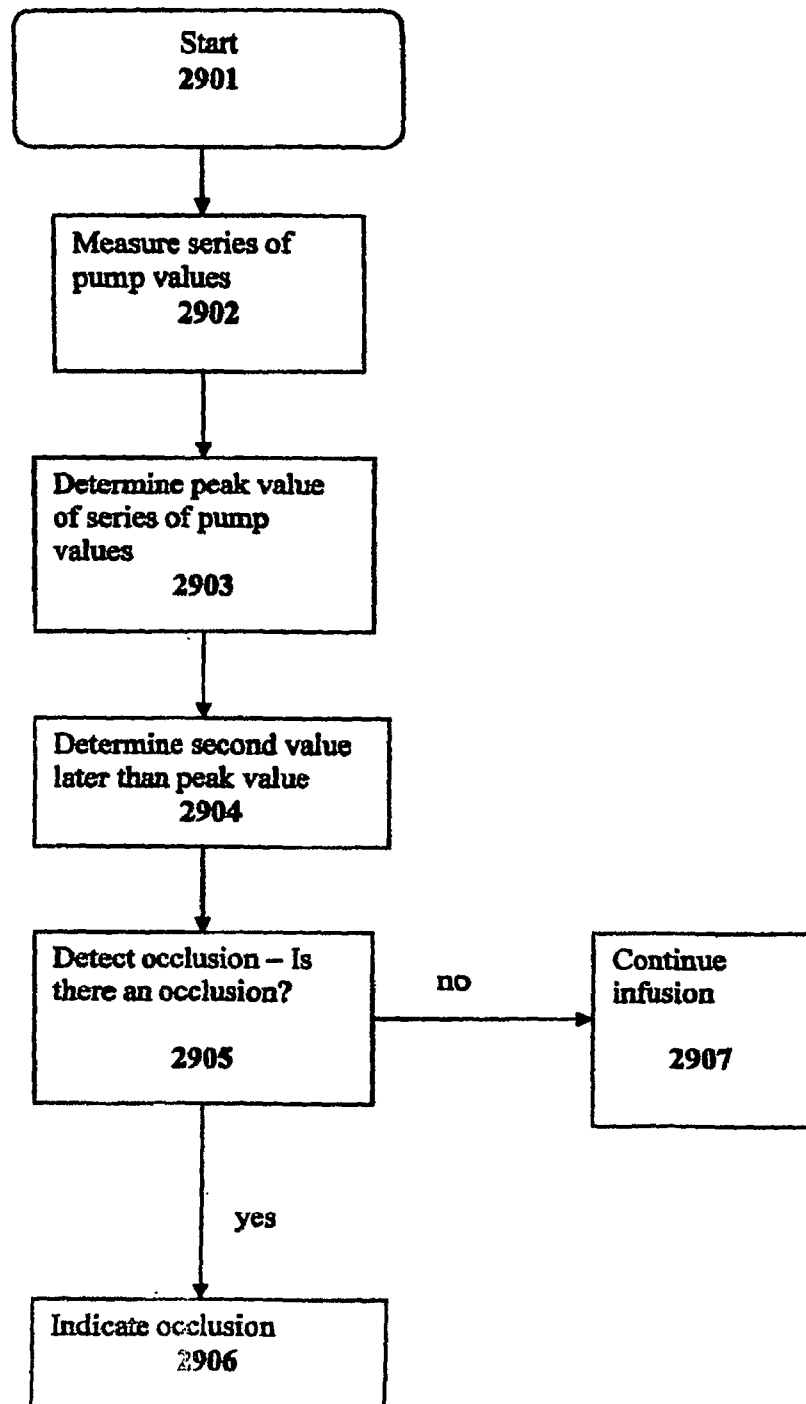 Start
2901
Measure series of
pump values
2902
Determine peak value
of series of pump
values
2903
Determine second value
later than peak value
2904
Detect occlusion – Is
there an occlusion?
2905
no
Continue
infusion
2907
yes
Indicate occlusion
2906